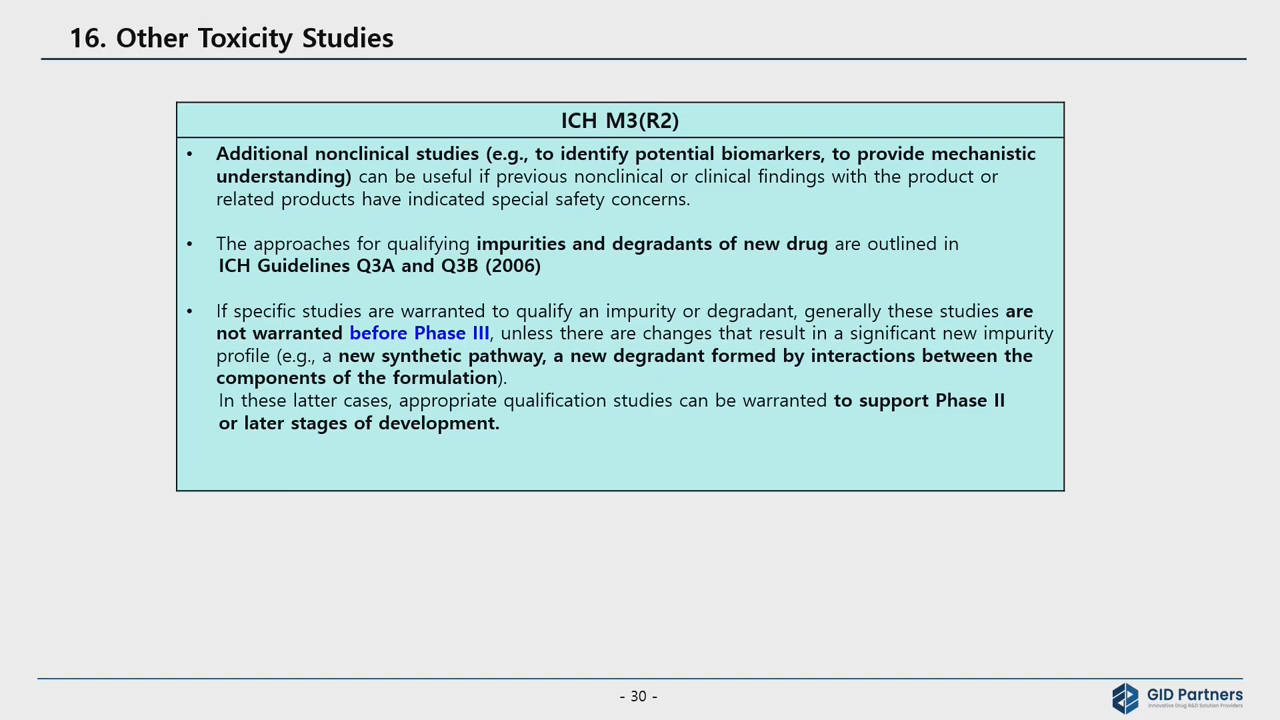 16. Other Toxicity Studies
ICH M3(R2)
• Additional nonclinical studies (e.g., to identify potential biomarkers, to provide mechanistic
understanding) can be useful if previous nonclinical or clinical findings with the product or
related products have indicated special safety concerns.
• The approaches for qualifying impurities and degradants of new drug are outlined in
ICH Guidelines Q3A and Q3B (2006)
• If specific studies are warranted to qualify an impurity or degradant, generally these studies are
not warranted before Phase III, unless there are changes that result in a significant new impurity
profile (e.g., a new synthetic pathway, a new degradant formed by interactions between the
components of the formulation).
In these latter cases, appropriate qualification studies can be warranted to support Phase II
or later stages of development.
- 30 -
GID Partners
Innovative Drug R&D Solution Providers